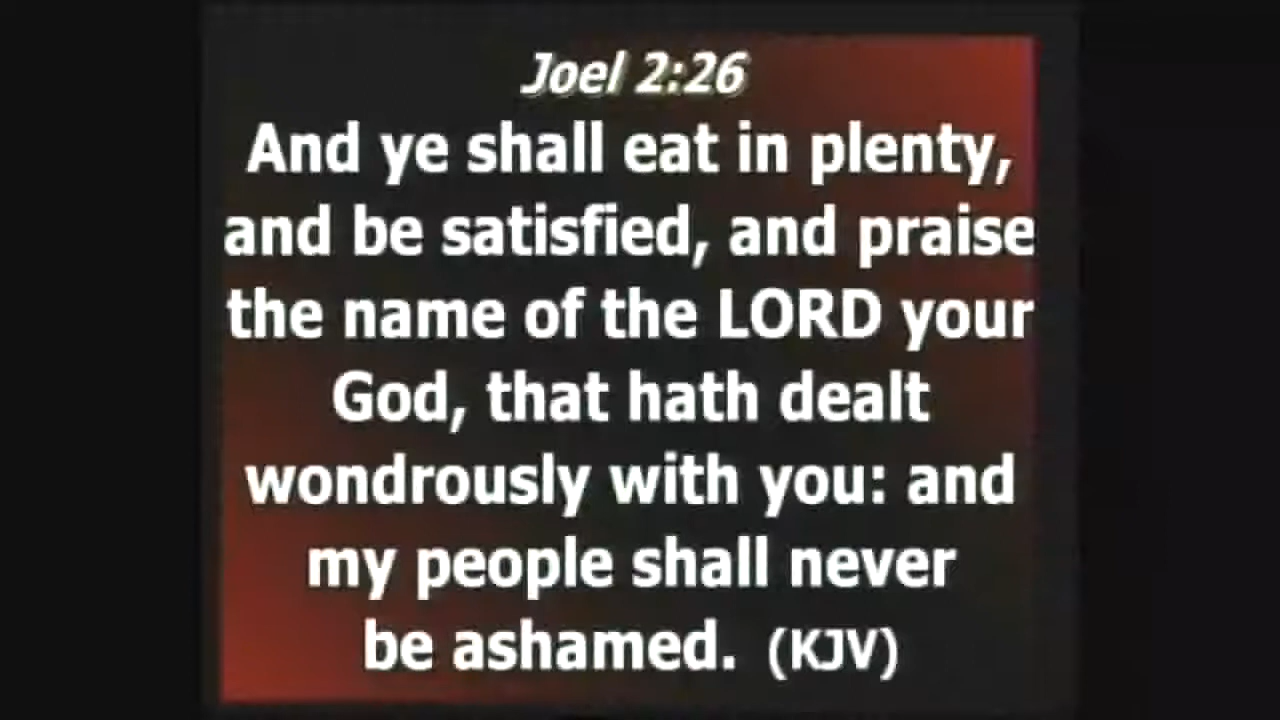 Joel 2:26
And ye shall eat in plenty,
and be satisfied, and praise
the name of the LORD your
God, that hath dealt
wondrously with you: and
my people shall never
be ashamed. (KJV)